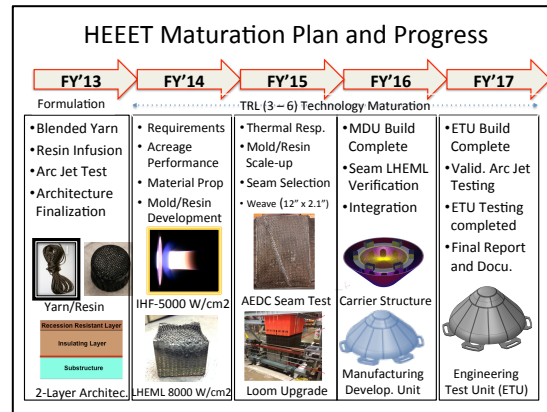 HEEET Maturation Plan and Progress
FY'13
FY'14
FY'15
FY'16
FY'17
Formulation
TRL (3 – 6) Technology Maturation
•Blended Yarn
•Resin Infusion
•Arc Jet Test
•Architecture
Finalization
Yarn/Resin
Recession Resistant Layer
Insulating Layer
Substructure
2-Layer Architec.
• Requirements
• Acreage
Performance
• Material Prop
• Mold/Resin
Development
IHF-5000 W/cm2
LHEML 8000 W/cm2
•Thermal Resp.
•Mold/Resin
Scale-up
•Seam Selection
•Weave (12" x 2.1")
AEDC Seam Test
Loom Upgrade
•MDU Build
Complete
•Seam LHEML
Verification
•Integration
Carrier Structure
Manufacturing
Develop. Unit
•ETU Build
Complete
•Valid. Arc Jet
Testing
•ETU Testing
completed
•Final Report
and Docu.
Engineering
Test Unit (ETU)